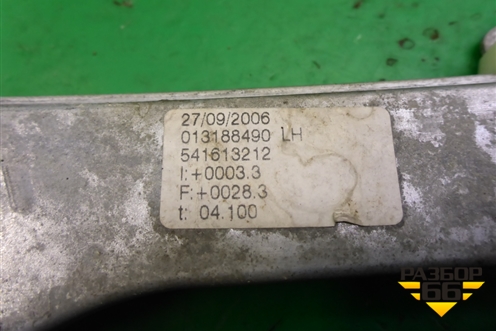 27/09/2006
013188490 LH
541613212
I:+0003.3
F:+0028.3
t: 04.100
РАЗБОР
66